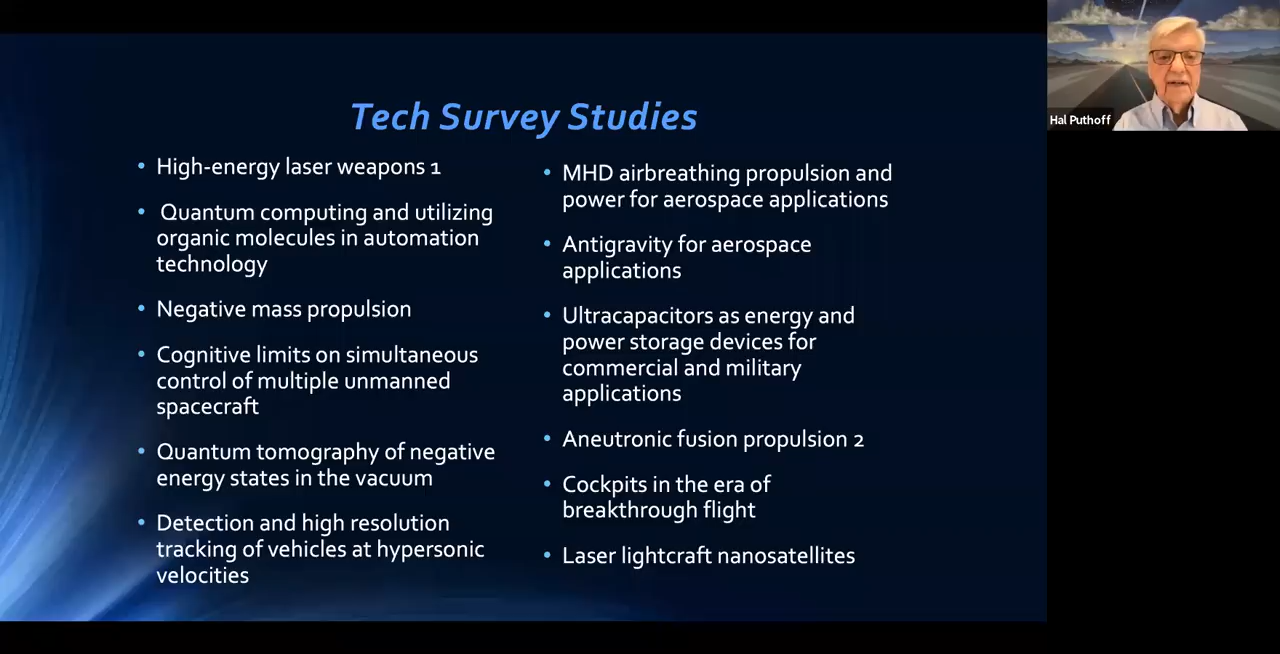 Tech Survey Studies
• High-energy laser weapons 1
• Quantum computing and utilizing
organic molecules in automation
technology
• Negative mass propulsion
• Cognitive limits on simultaneous
control of multiple unmanned
spacecraft
• Quantum tomography of negative
energy states in the vacuum
• Detection and high resolution
tracking of vehicles at hypersonic
velocities
• MHD airbreathing propulsion and
power for aerospace applications
• Antigravity for aerospace
applications
• Ultracapacitors as energy and
power storage devices for
commercial and military
applications
• Aneutronic fusion propulsion 2
• Cockpits in the era of
breakthrough flight
• Laser lightcraft nanosatellites
Hal Puthoff